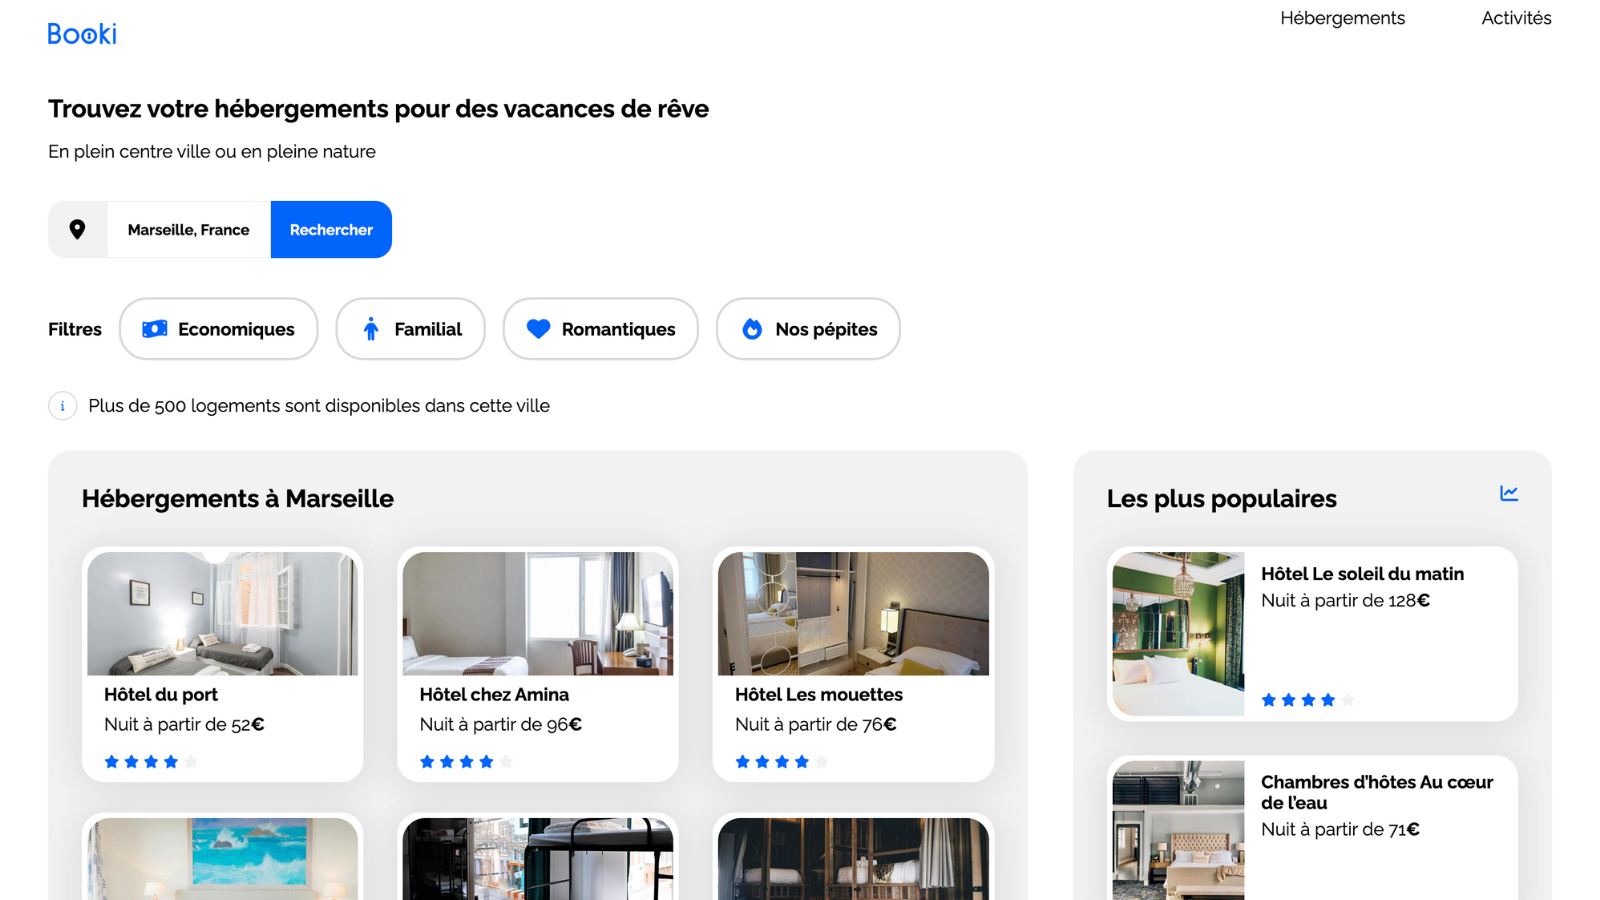 Booki
Hébergements
Activités
Trouvez votre hébergements pour des vacances de rêve
En plein centre ville ou en pleine nature
Marseille, France
Rechercher
Filtres
Economiques
Familial
Romantiques
Nos pépites
Plus de 500 logements sont disponibles dans cette ville
Hébergements à Marseille
Hôtel du port
Nuit à partir de 52€
Hôtel chez Amina
Nuit à partir de 96€
Hôtel Les mouettes
Nuit à partir de 76€
Les plus populaires
Hôtel Le soleil du matin
Nuit à partir de 128€
Chambres d’hôtes Au cœur
de l’eau
Nuit à partir de 71€